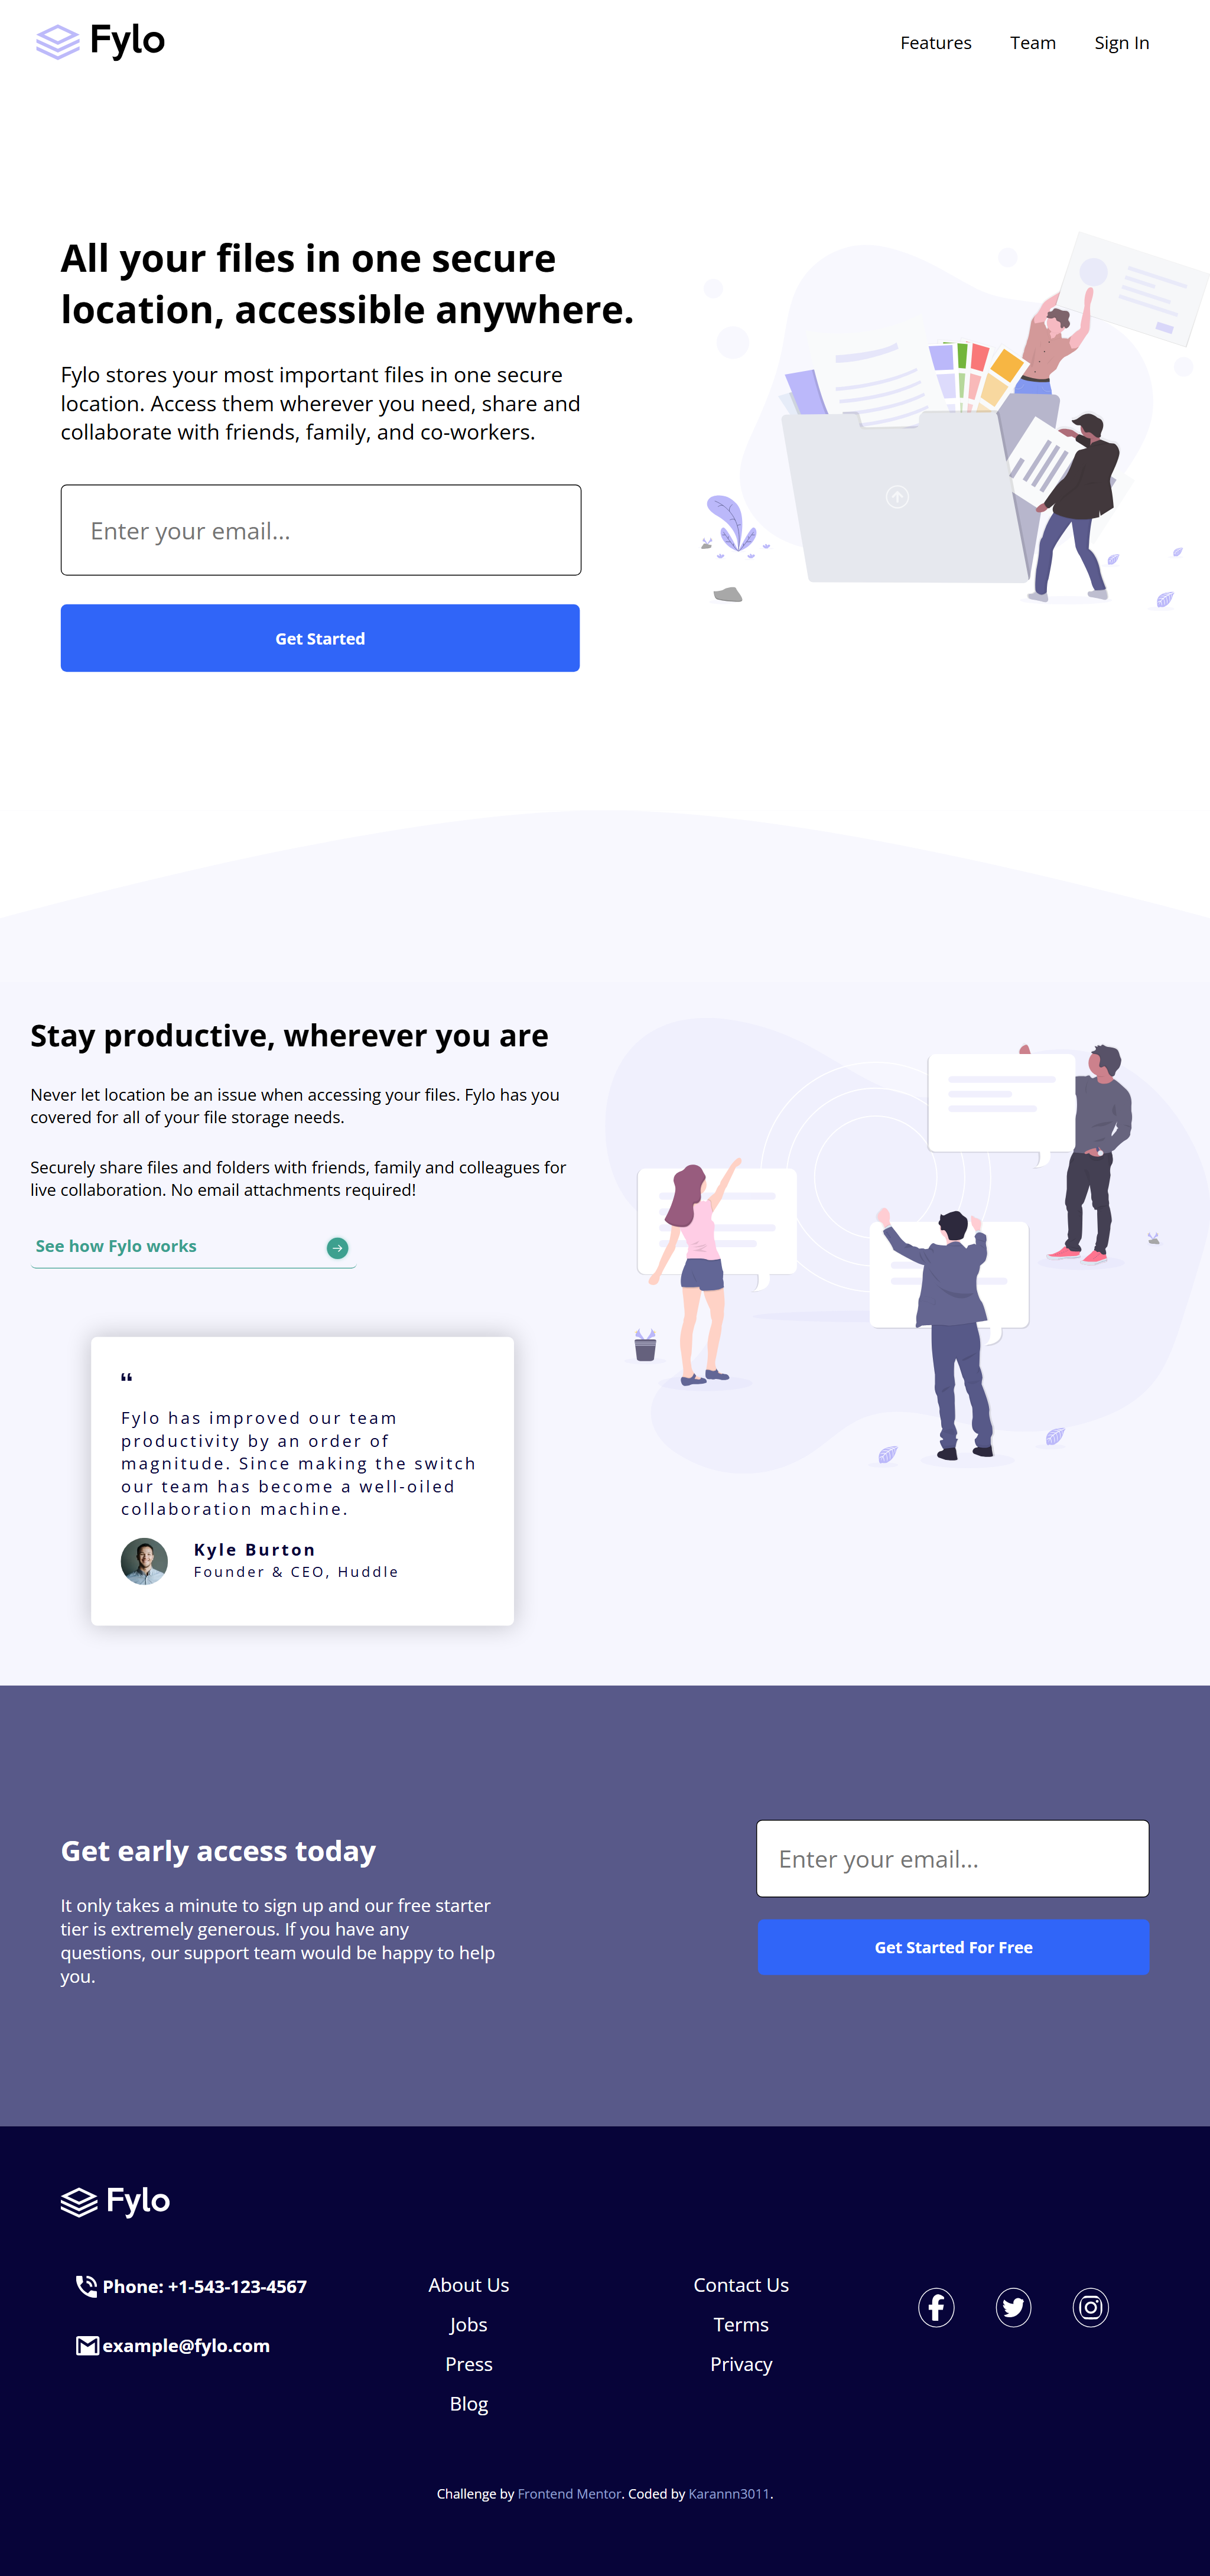 Fylo
Features
Team
Sign In
All your files in one secure
location, accessible anywhere.
Fylo stores your most important files in one secure
location. Access them wherever you need, share and
collaborate with friends, family, and co-workers.
Enter your email...
Get Started
Stay productive, wherever you are
Never let location be an issue when accessing your files. Fylo has you
covered for all of your file storage needs.
Securely share files and folders with friends, family and colleagues for
live collaboration. No email attachments required!
See how Fylo works
“
Fylo has improved our team
productivity by an order of
magnitude. Since making the switch
our team has become a well-oiled
collaboration machine.
Kyle Burton
Founder & CEO, Huddle
Get early access today
It only takes a minute to sign up and our free starter
tier is extremely generous. If you have any
questions, our support team would be happy to help
you.
Enter your email...
Get Started For Free
Fylo
Phone: +1-543-123-4567
example@fylo.com
About Us
Jobs
Press
Blog
Contact Us
Terms
Privacy
Challenge by Frontend Mentor. Coded by Karannn3011.